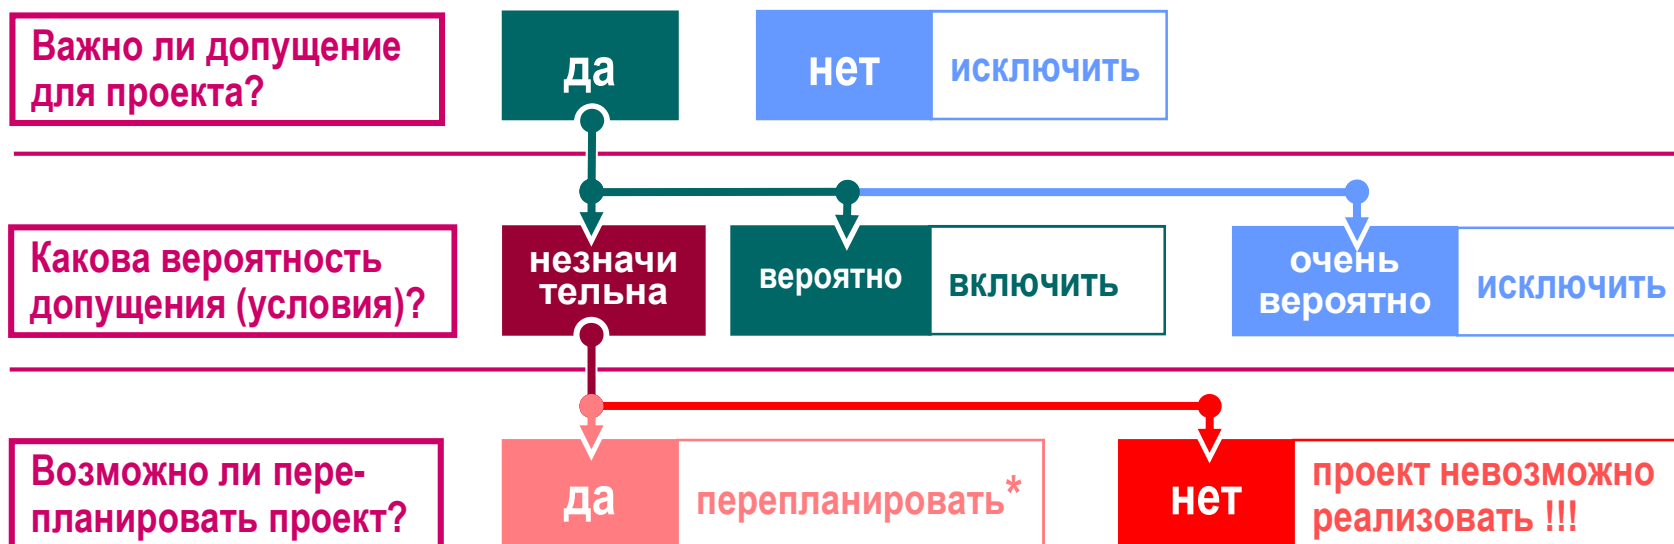 Важно ли допущение
для проекта?
да
нет
исключить
Какова вероятность
допущения (условия)?
незначи
тельна
вероятно
включить
очень
вероятно
исключить
Возможно ли пере-
планировать проект?
да
перепланировать*
нет
проект невозможно
реализовать !!!